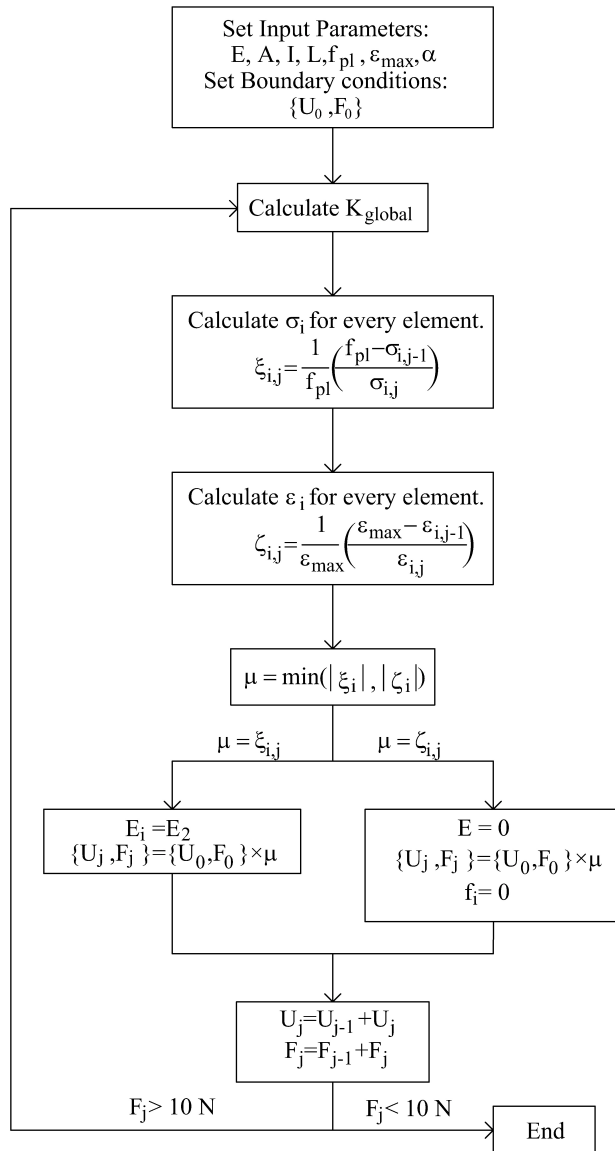 Set Input Parameters:
E, A, I, L,f_pl , ε_max, α
Set Boundary conditions:
{U_0 ,F_0}
Calculate K_global
Calculate σ_i for every element.
ξ_i,j = 1/f_pl ( (f_pl − σ_i,j-1) / σ_i,j )
Calculate ε_i for every element.
ζ_i,j = 1/ε_max ( (ε_max − ε_i,j-1) / ε_i,j )
μ = min(| ξ_i| , | ζ_i|)
μ = ξ_i,j
μ = ζ_i,j
E_i =E_2
{U_j ,F_j }={U_0,F_0}×μ
E = 0
{U_j ,F_j }={U_0,F_0}×μ
f_i= 0
U_j=U_j-1 +U_j
F_j=F_j-1+F_j
F_j> 10 N
F_j< 10 N
End